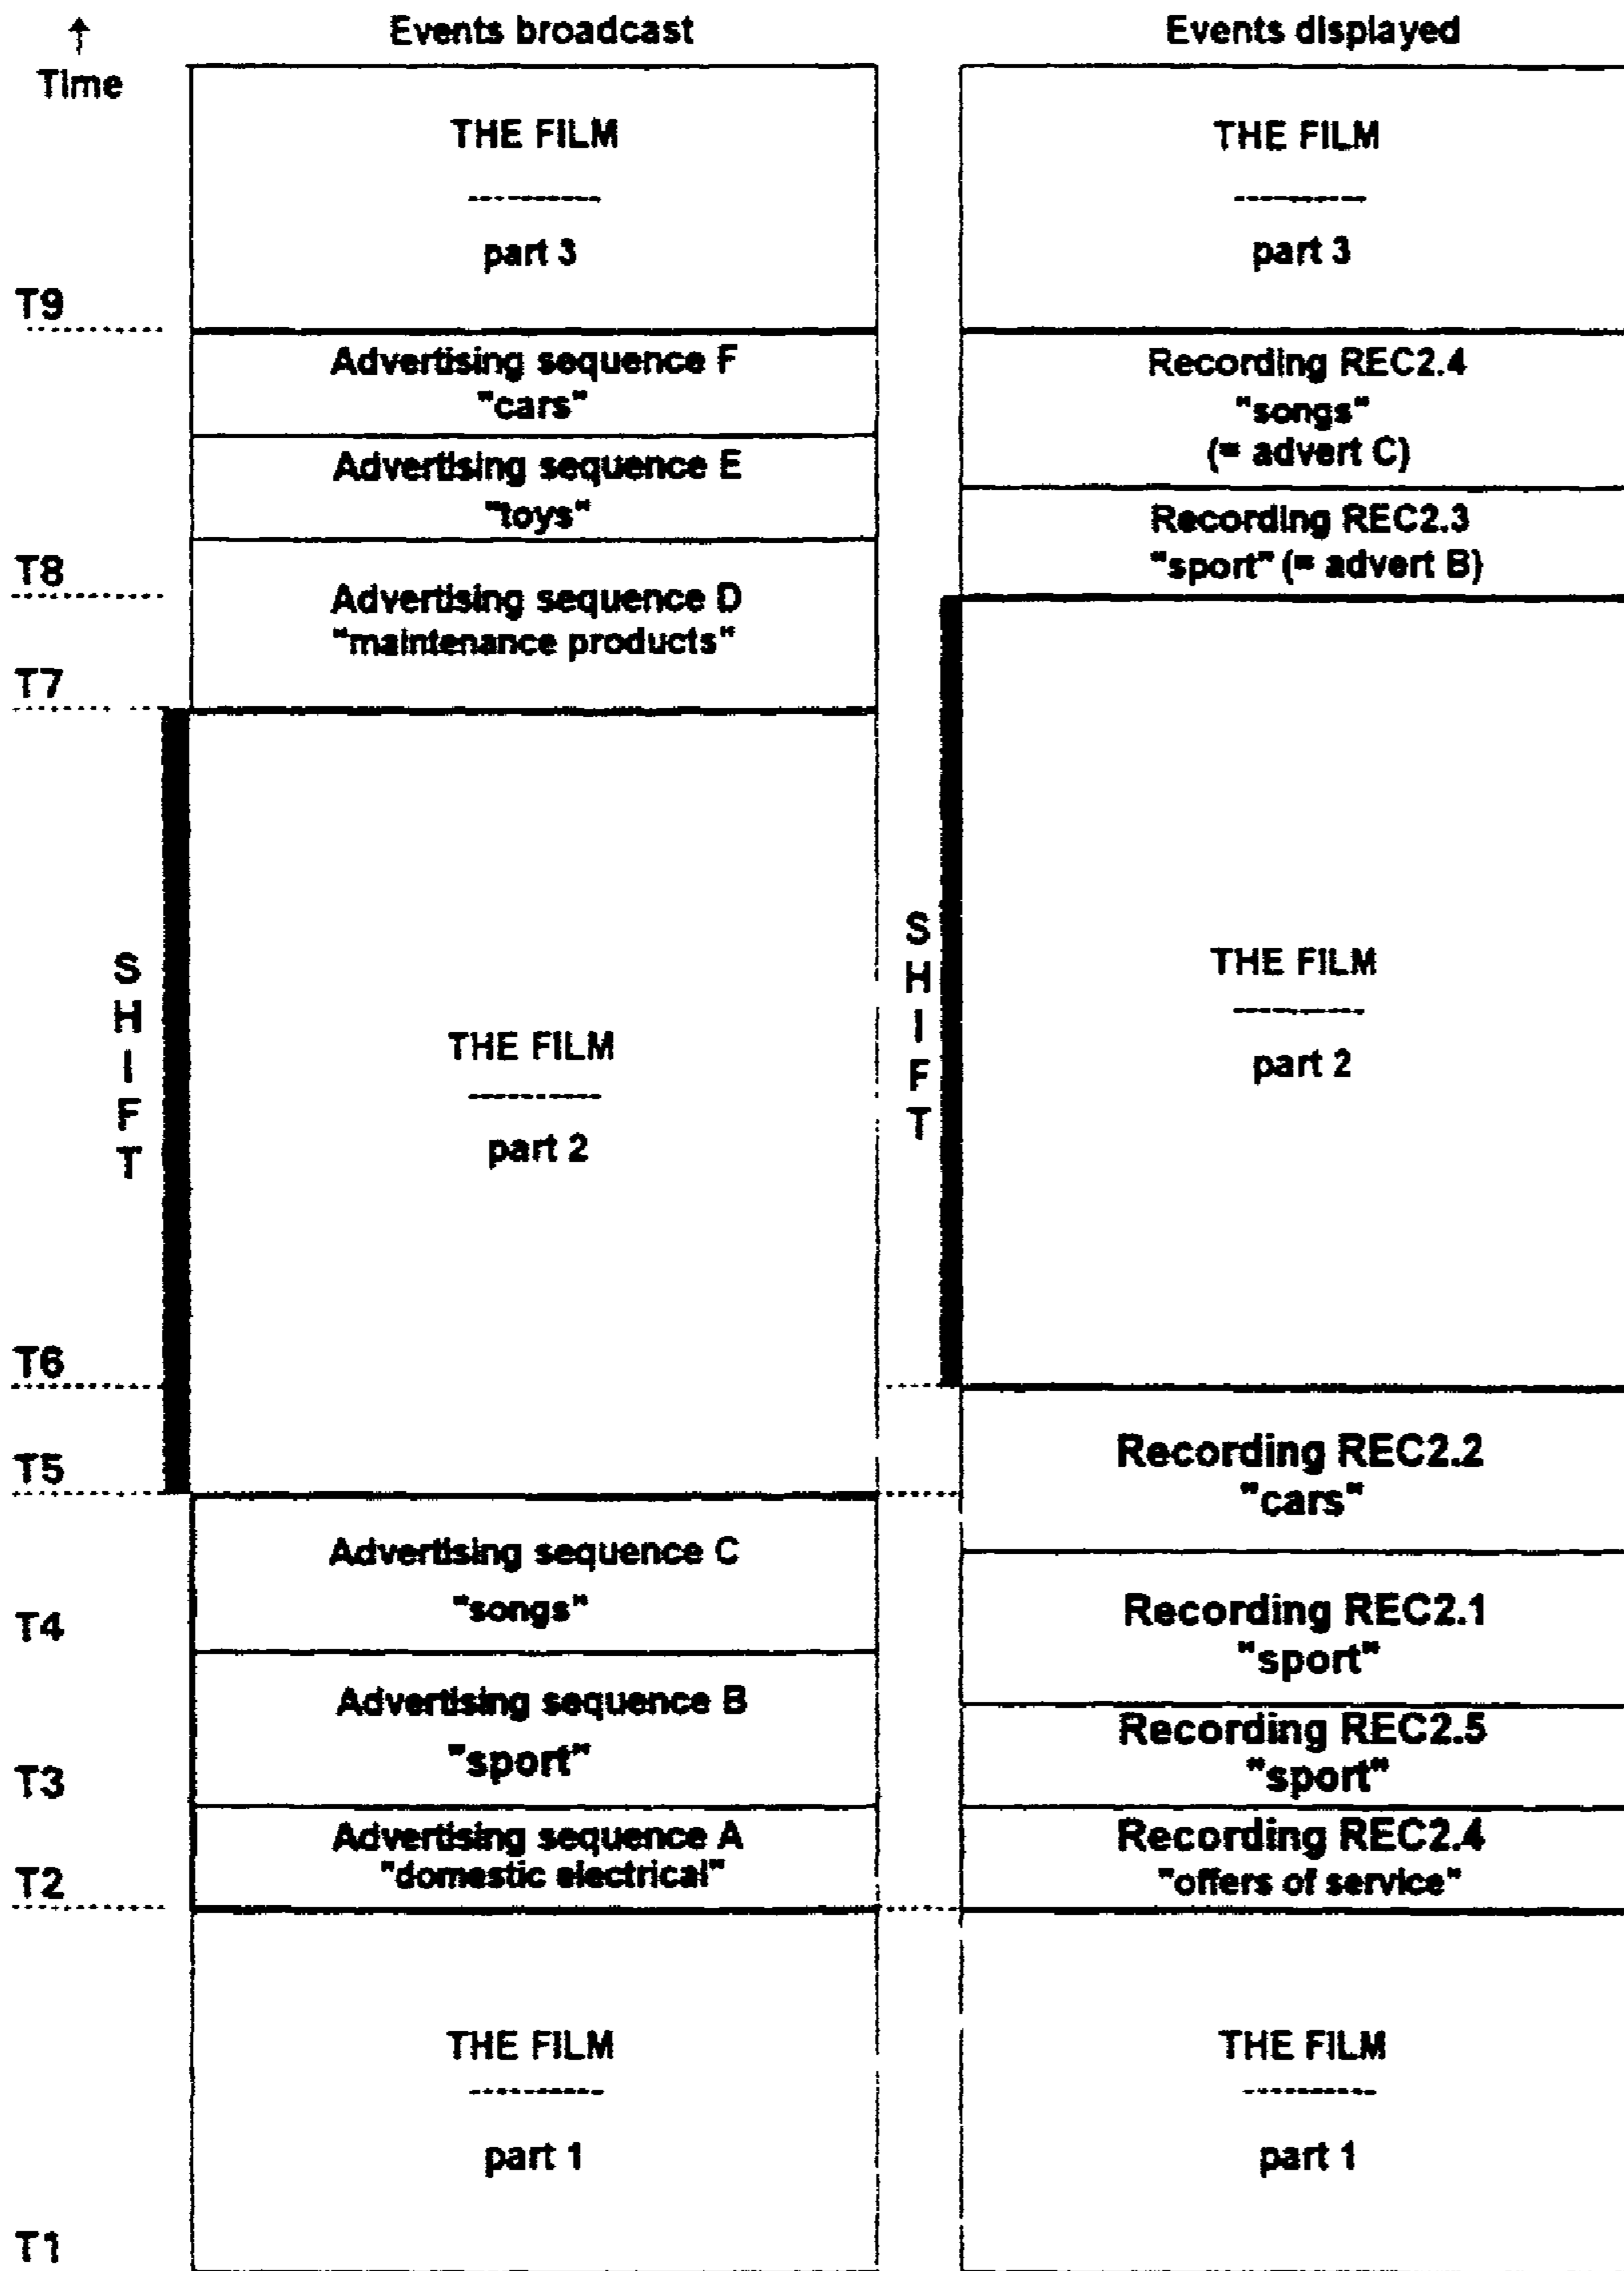 ↑
Time
Events broadcast
Events displayed
THE FILM
----------
part 3
THE FILM
----------
part 3
T9
Advertising sequence F
"cars"
Recording REC2.4
"songs"
(= advert C)
Advertising sequence E
"toys"
Recording REC2.3
"sport" (= advert B)
T8
Advertising sequence D
"maintenance products"
T7
SHIFT
THE FILM
----------
part 2
SHIFT
THE FILM
----------
part 2
T6
Recording REC2.2
"cars"
T5
Advertising sequence C
"songs"
Recording REC2.1
"sport"
T4
Advertising sequence B
"sport"
Recording REC2.5
"sport"
T3
Advertising sequence A
"domestic electrical"
Recording REC2.4
"offers of service"
T2
THE FILM
----------
part 1
THE FILM
----------
part 1
T1